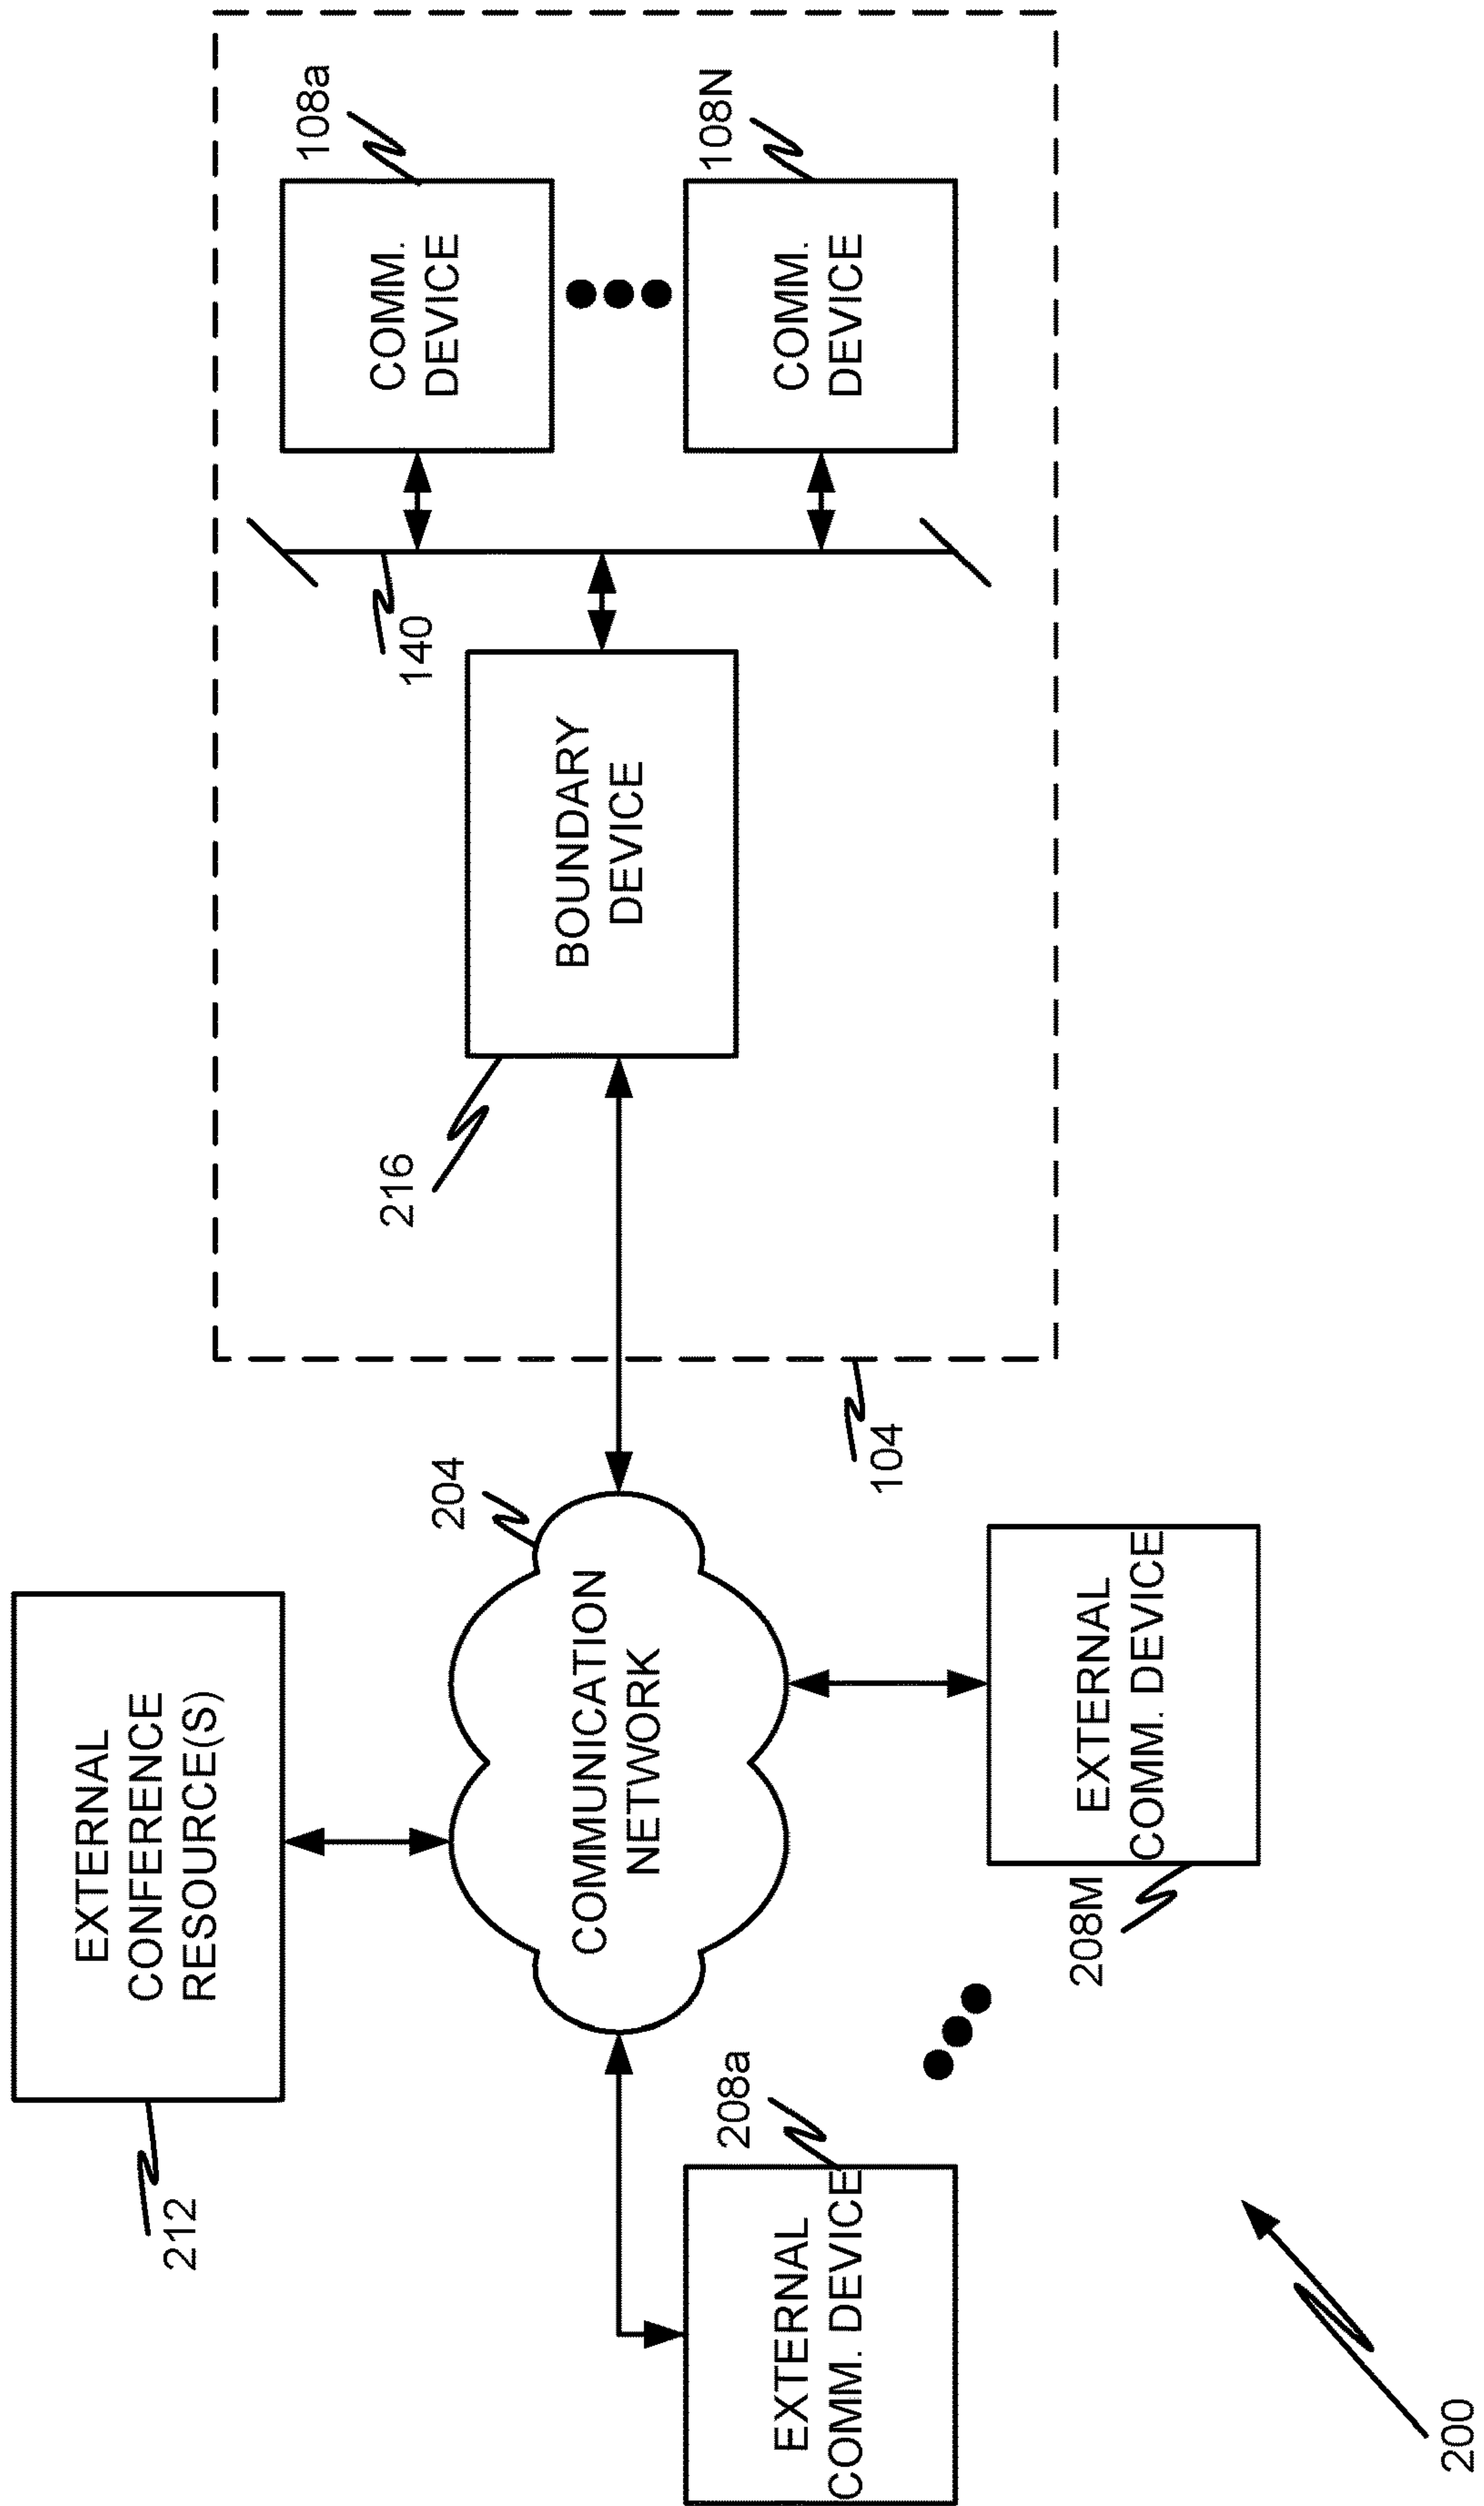 212
EXTERNAL
CONFERENCE
RESOURCE(S)
204
COMMUNICATION
NETWORK
208a
EXTERNAL
COMM. DEVICE
208M
EXTERNAL
COMM. DEVICE
104
216
BOUNDARY
DEVICE
140
108a
COMM.
DEVICE
108N
COMM.
DEVICE
200